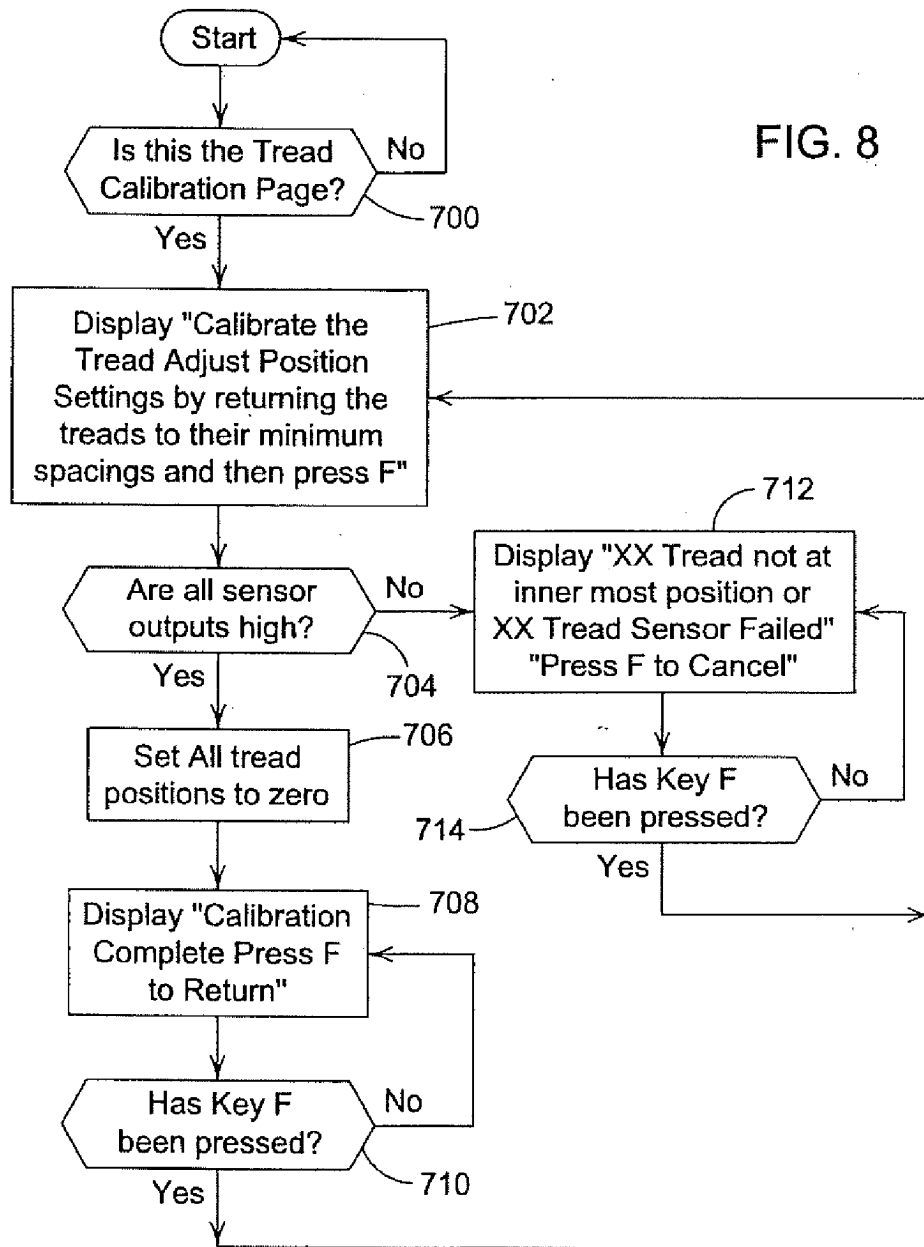 Start
FIG. 8
Is this the Tread
Calibration Page?
No
700
Yes
702
Display "Calibrate the
Tread Adjust Position
Settings by returning the
treads to their minimum
spacings and then press F"
712
Display "XX Tread not at
inner most position or
XX Tread Sensor Failed"
"Press F to Cancel"
Are all sensor
outputs high?
No
704
Yes
706
Set All tread
positions to zero
Has Key F
been pressed?
No
714
Yes
708
Display "Calibration
Complete Press F
to Return"
Has Key F
been pressed?
No
710
Yes